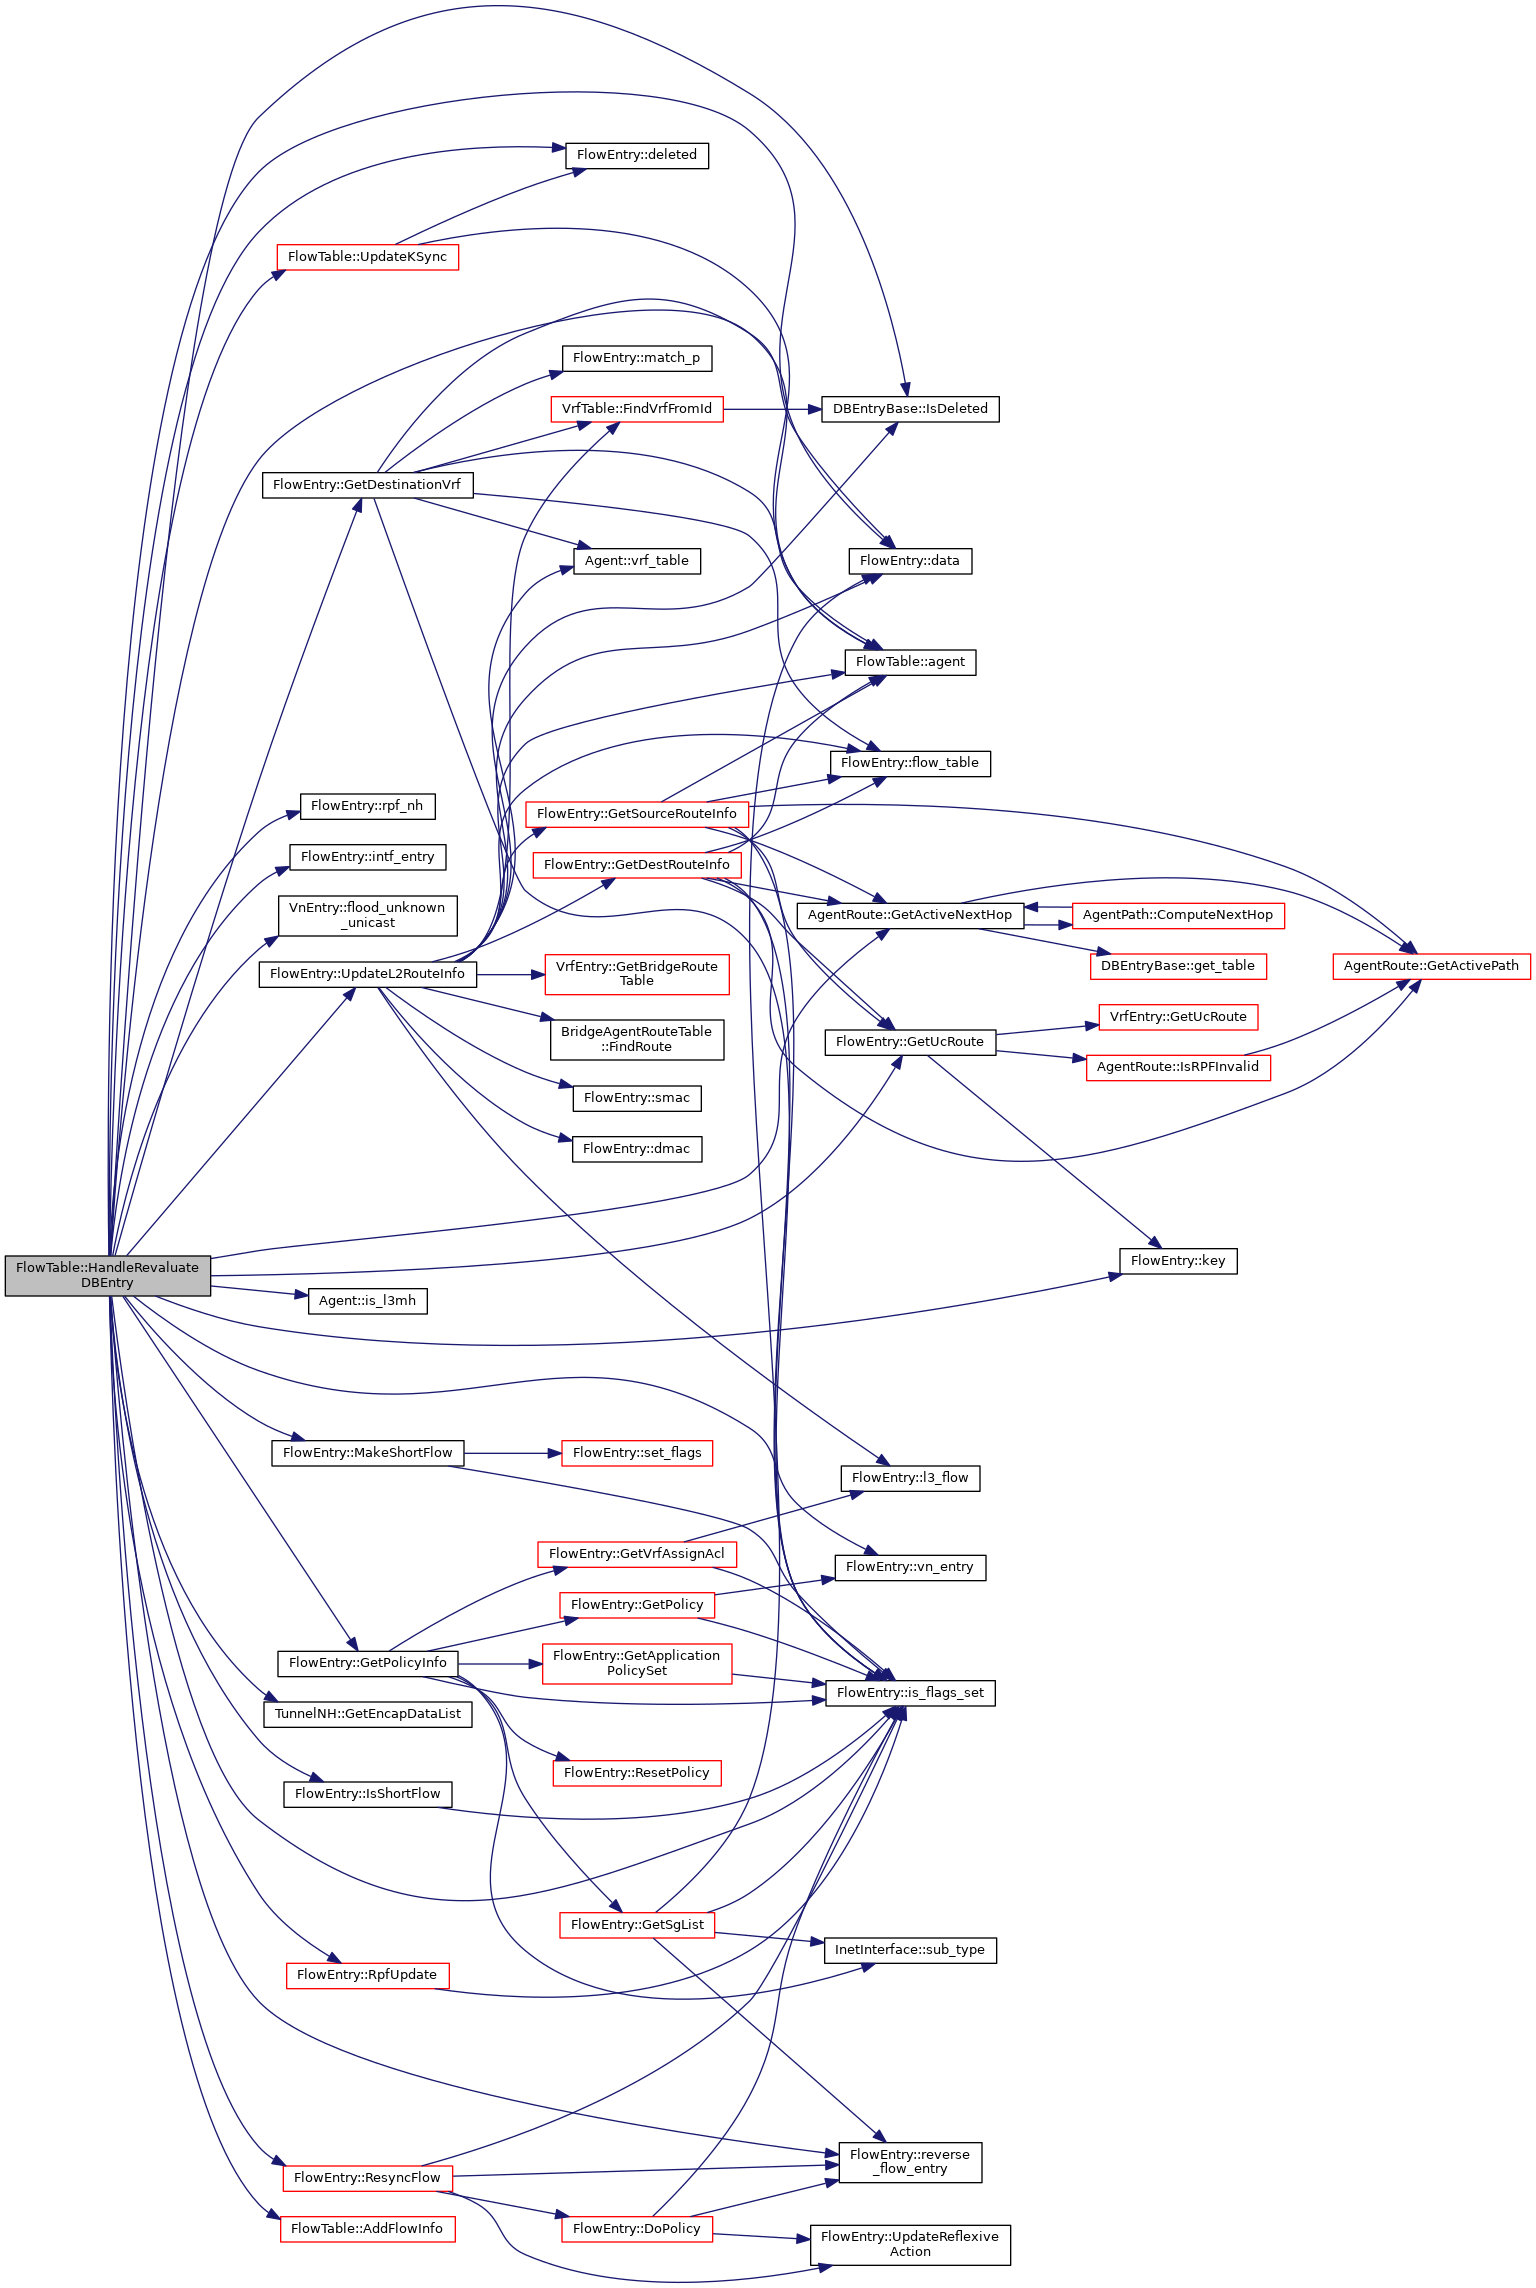 FlowEntry::deleted
FlowTable::UpdateKSync
FlowEntry::match_p
VrfTable::FindVrfFromId
DBEntryBase::IsDeleted
FlowEntry::GetDestinationVrf
Agent::vrf_table
FlowEntry::data
FlowTable::agent
FlowEntry::flow_table
FlowEntry::rpf_nh
FlowEntry::GetSourceRouteInfo
FlowEntry::intf_entry
FlowEntry::GetDestRouteInfo
VnEntry::flood_unknown
_unicast
AgentRoute::GetActiveNextHop
AgentPath::ComputeNextHop
FlowEntry::UpdateL2RouteInfo
VrfEntry::GetBridgeRoute
Table
DBEntryBase::get_table
AgentRoute::GetActivePath
BridgeAgentRouteTable
::FindRoute
FlowEntry::GetUcRoute
VrfEntry::GetUcRoute
AgentRoute::IsRPFInvalid
FlowEntry::smac
FlowEntry::dmac
FlowTable::HandleRevaluate
DBEntry
FlowEntry::key
Agent::is_l3mh
FlowEntry::MakeShortFlow
FlowEntry::set_flags
FlowEntry::l3_flow
FlowEntry::GetVrfAssignAcl
FlowEntry::vn_entry
FlowEntry::GetPolicy
FlowEntry::GetPolicyInfo
FlowEntry::GetApplication
PolicySet
FlowEntry::is_flags_set
TunnelNH::GetEncapDataList
FlowEntry::ResetPolicy
FlowEntry::IsShortFlow
FlowEntry::GetSgList
InetInterface::sub_type
FlowEntry::RpfUpdate
FlowEntry::reverse
_flow_entry
FlowEntry::ResyncFlow
FlowTable::AddFlowInfo
FlowEntry::DoPolicy
FlowEntry::UpdateReflexive
Action